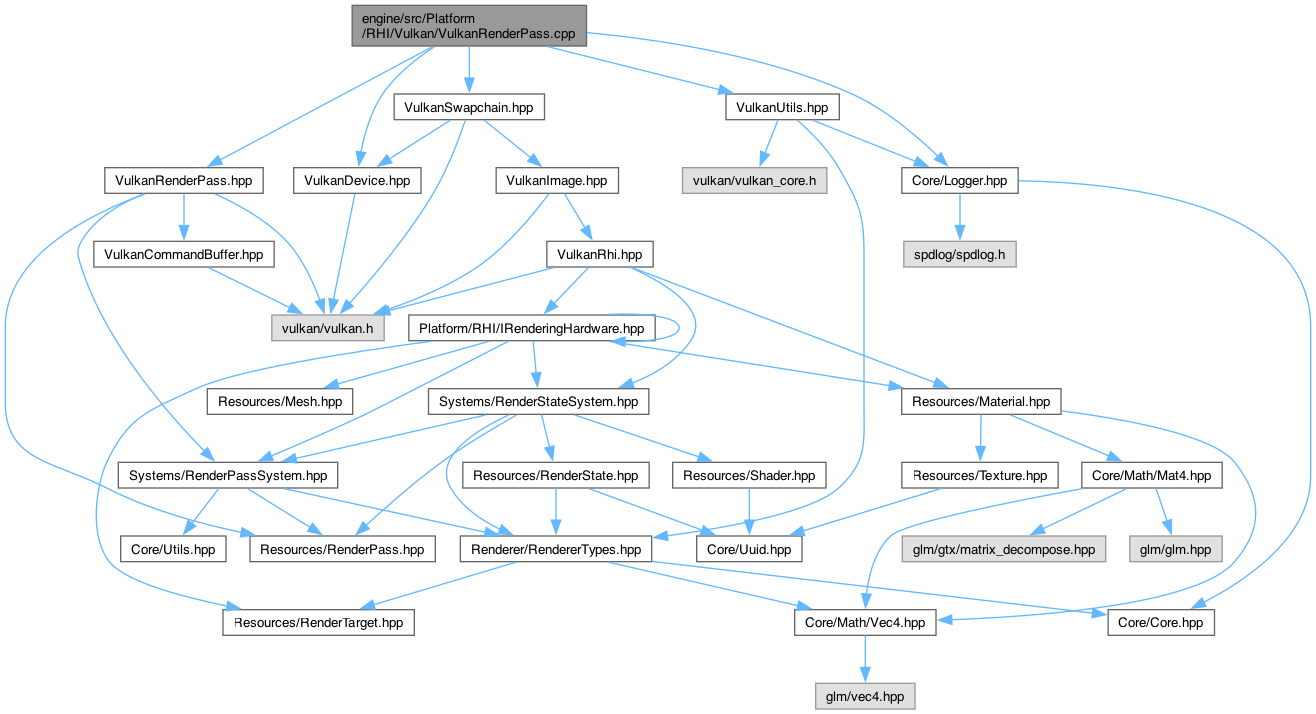 engine/src/Platform
/RHI/Vulkan/VulkanRenderPass.cpp
VulkanSwapchain.hpp
VulkanUtils.hpp
VulkanRenderPass.hpp
VulkanDevice.hpp
VulkanImage.hpp
vulkan/vulkan_core.h
Core/Logger.hpp
VulkanCommandBuffer.hpp
VulkanRhi.hpp
spdlog/spdlog.h
vulkan/vulkan.h
Platform/RHI/IRenderingHardware.hpp
Resources/Mesh.hpp
Systems/RenderStateSystem.hpp
Resources/Material.hpp
Systems/RenderPassSystem.hpp
Resources/RenderState.hpp
Resources/Shader.hpp
Resources/Texture.hpp
Core/Math/Mat4.hpp
Core/Utils.hpp
Resources/RenderPass.hpp
Renderer/RendererTypes.hpp
Core/Uuid.hpp
glm/gtx/matrix_decompose.hpp
glm/glm.hpp
Resources/RenderTarget.hpp
Core/Math/Vec4.hpp
Core/Core.hpp
glm/vec4.hpp